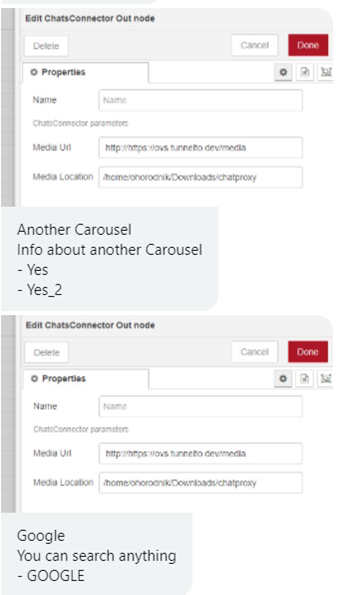 Edit ChatsConnector Out node
Delete Cancel Done
Properties
Name Name
ChatsConnector parameters
Media Url http://https://ovs.tunnelto.dev/media
Media Location /home/ohorodnik/Downloads/chatproxy
Another Carousel
Info about another Carousel
- Yes
- Yes_2
Edit ChatsConnector Out node
Delete Cancel Done
Properties
Name Name
ChatsConnector parameters
Media Url http://https://ovs.tunnelto.dev/media
Media Location /home/ohorodnik/Downloads/chatproxy
Google
You can search anything
- GOOGLE